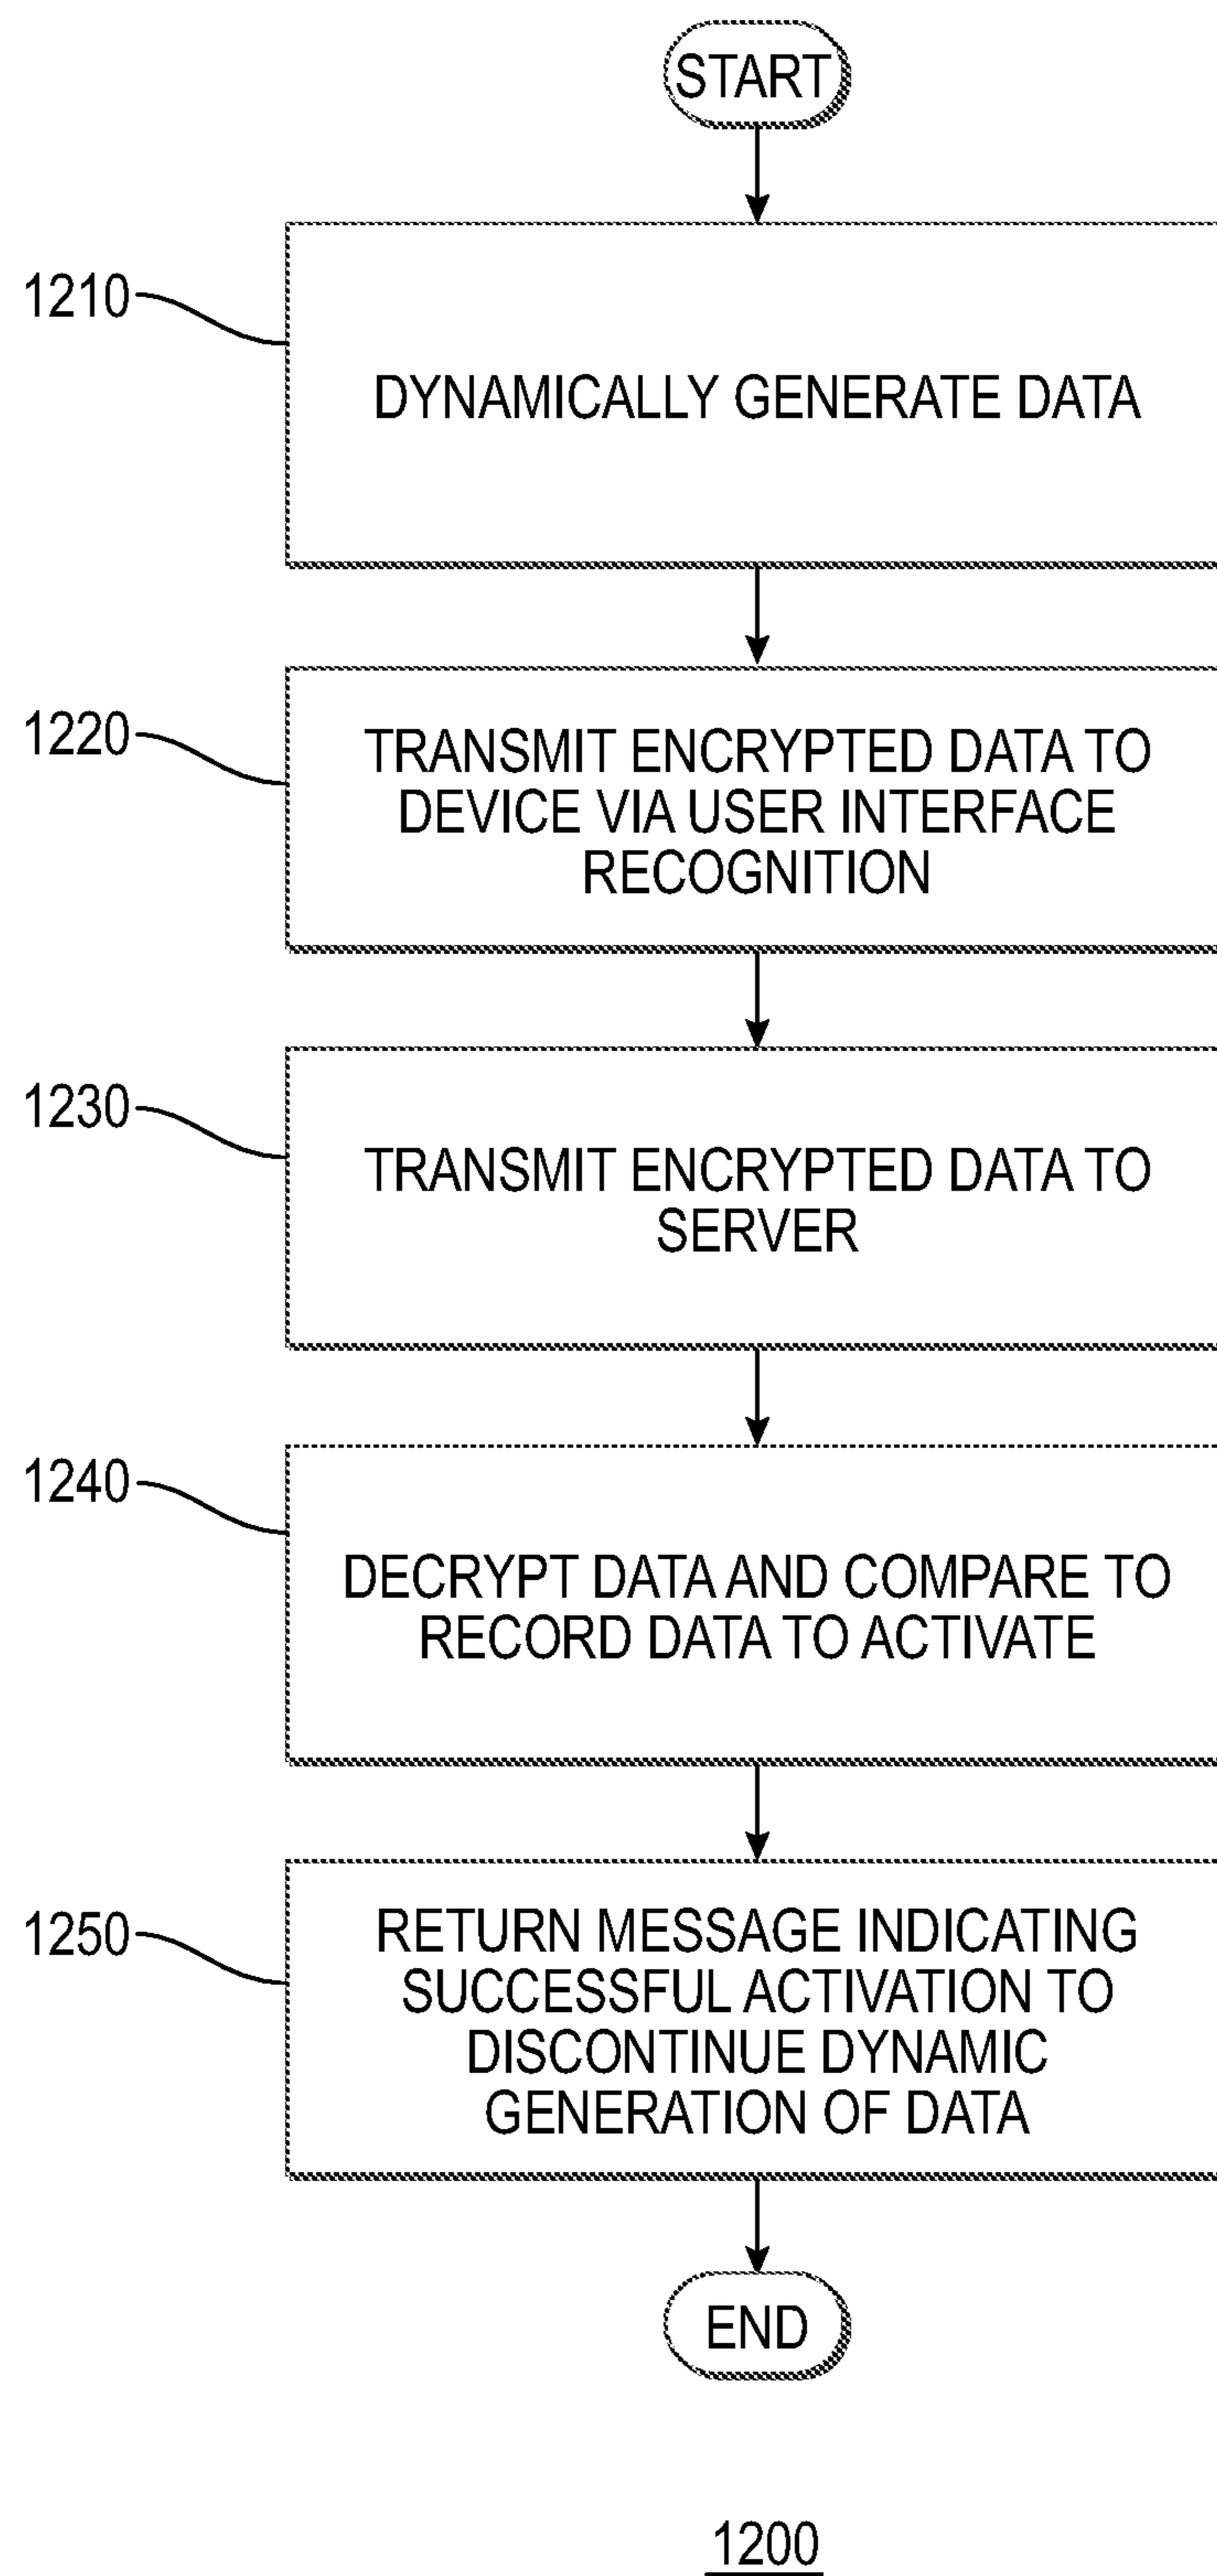 START
1210
DYNAMICALLY GENERATE DATA
1220
TRANSMIT ENCRYPTED DATA TO
DEVICE VIA USER INTERFACE
RECOGNITION
1230
TRANSMIT ENCRYPTED DATA TO
SERVER
1240
DECRYPT DATA AND COMPARE TO
RECORD DATA TO ACTIVATE
1250
RETURN MESSAGE INDICATING
SUCCESSFUL ACTIVATION TO
DISCONTINUE DYNAMIC
GENERATION OF DATA
END
1200